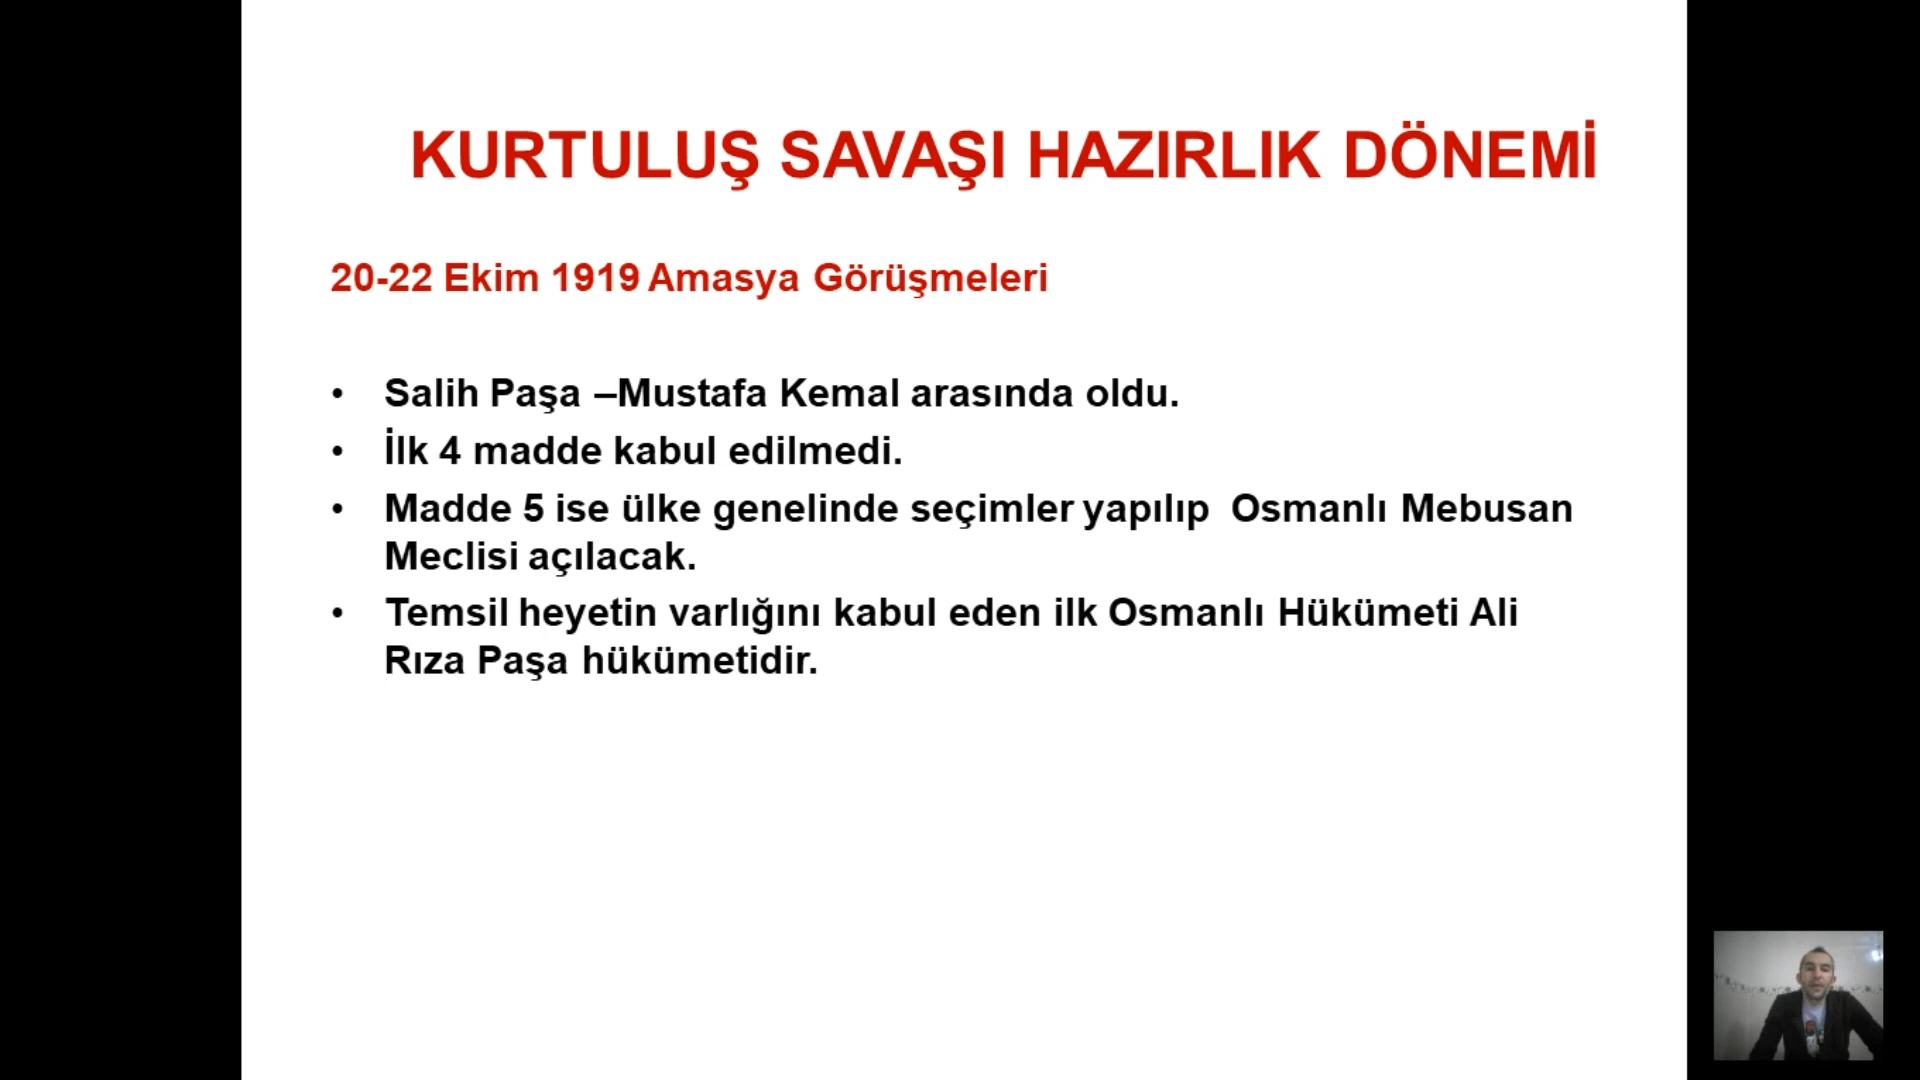 KURTULUŞ SAVAŞI HAZIRLIK DÖNEMİ
20-22 Ekim 1919 Amasya Görüşmeleri
• Salih Paşa –Mustafa Kemal arasında oldu.
• İlk 4 madde kabul edilmedi.
• Madde 5 ise ülke genelinde seçimler yapılıp Osmanlı Mebusan
Meclisi açılacak.
• Temsil heyetin varlığını kabul eden ilk Osmanlı Hükümeti Ali
Rıza Paşa hükümetidir.